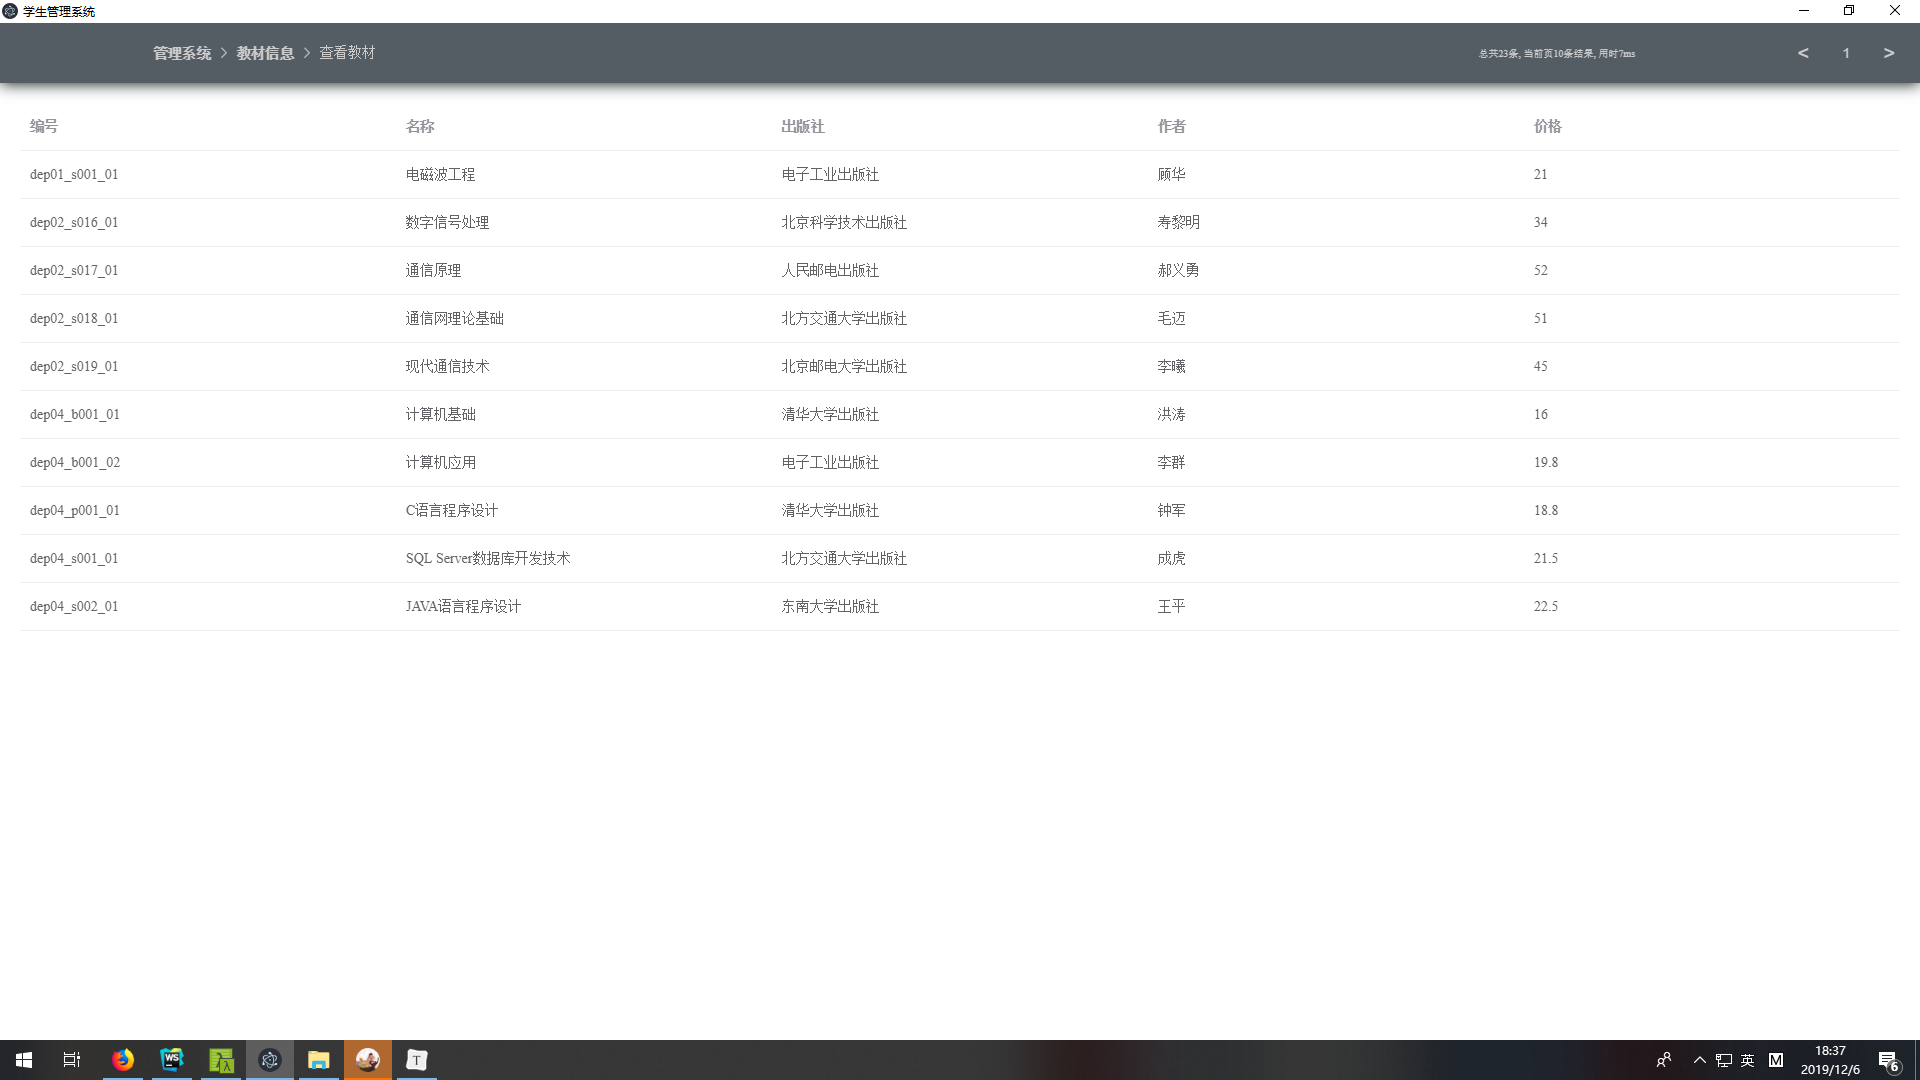 学生管理系统
管理系统 > 教材信息 > 查看教材 总共23条, 当前页10条结果, 用时7ms < 1 >
编号 名称 出版社 作者 价格
dep01_s001_01 电磁波工程 电子工业出版社 顾华 21
dep02_s016_01 数字信号处理 北京科学技术出版社 寿黎明 34
dep02_s017_01 通信原理 人民邮电出版社 郝义勇 52
dep02_s018_01 通信网理论基础 北方交通大学出版社 毛迈 51
dep02_s019_01 现代通信技术 北京邮电大学出版社 李曦 45
dep04_b001_01 计算机基础 清华大学出版社 洪涛 16
dep04_b001_02 计算机应用 电子工业出版社 李群 19.8
dep04_p001_01 C语言程序设计 清华大学出版社 钟军 18.8
dep04_s001_01 SQL Server数据库开发技术 北方交通大学出版社 成虎 21.5
dep04_s002_01 JAVA语言程序设计 东南大学出版社 王平 22.5
WS λ T 英 M 18:37 6
2019/12/6